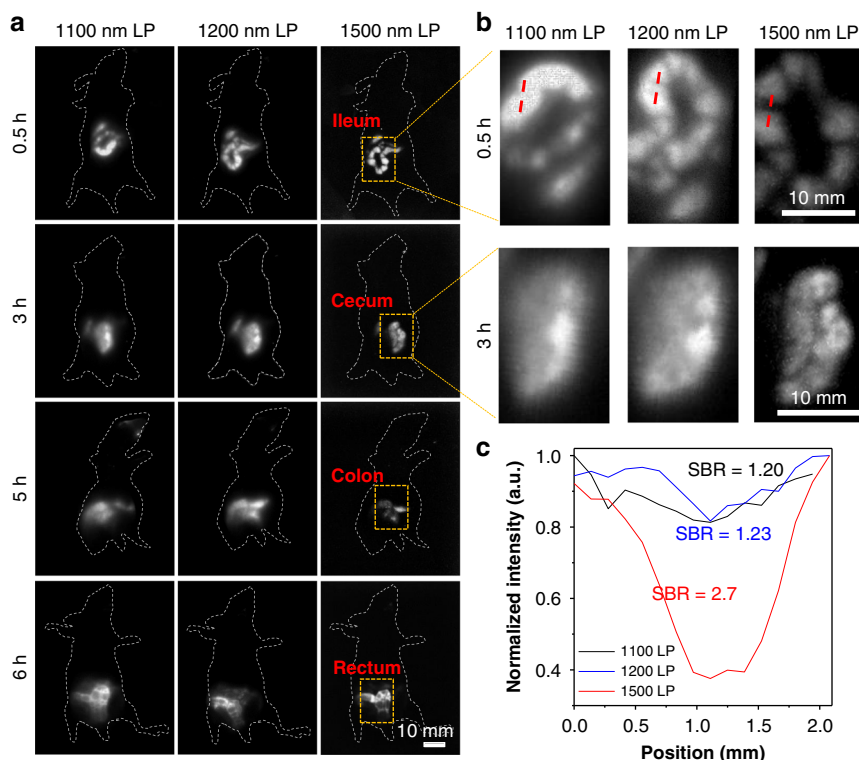 a
1100 nm LP 1200 nm LP 1500 nm LP
0.5 h
Ileum
3 h
Cecum
5 h
Colon
6 h
Rectum
10 mm
b
1100 nm LP 1200 nm LP 1500 nm LP
0.5 h
10 mm
3 h
10 mm
c
Normalized intensity (a.u.)
1.0
0.8
0.6
0.4
SBR = 1.20
SBR = 1.23
SBR = 2.7
1100 LP
1200 LP
1500 LP
0.0 0.5 1.0 1.5 2.0
Position (mm)